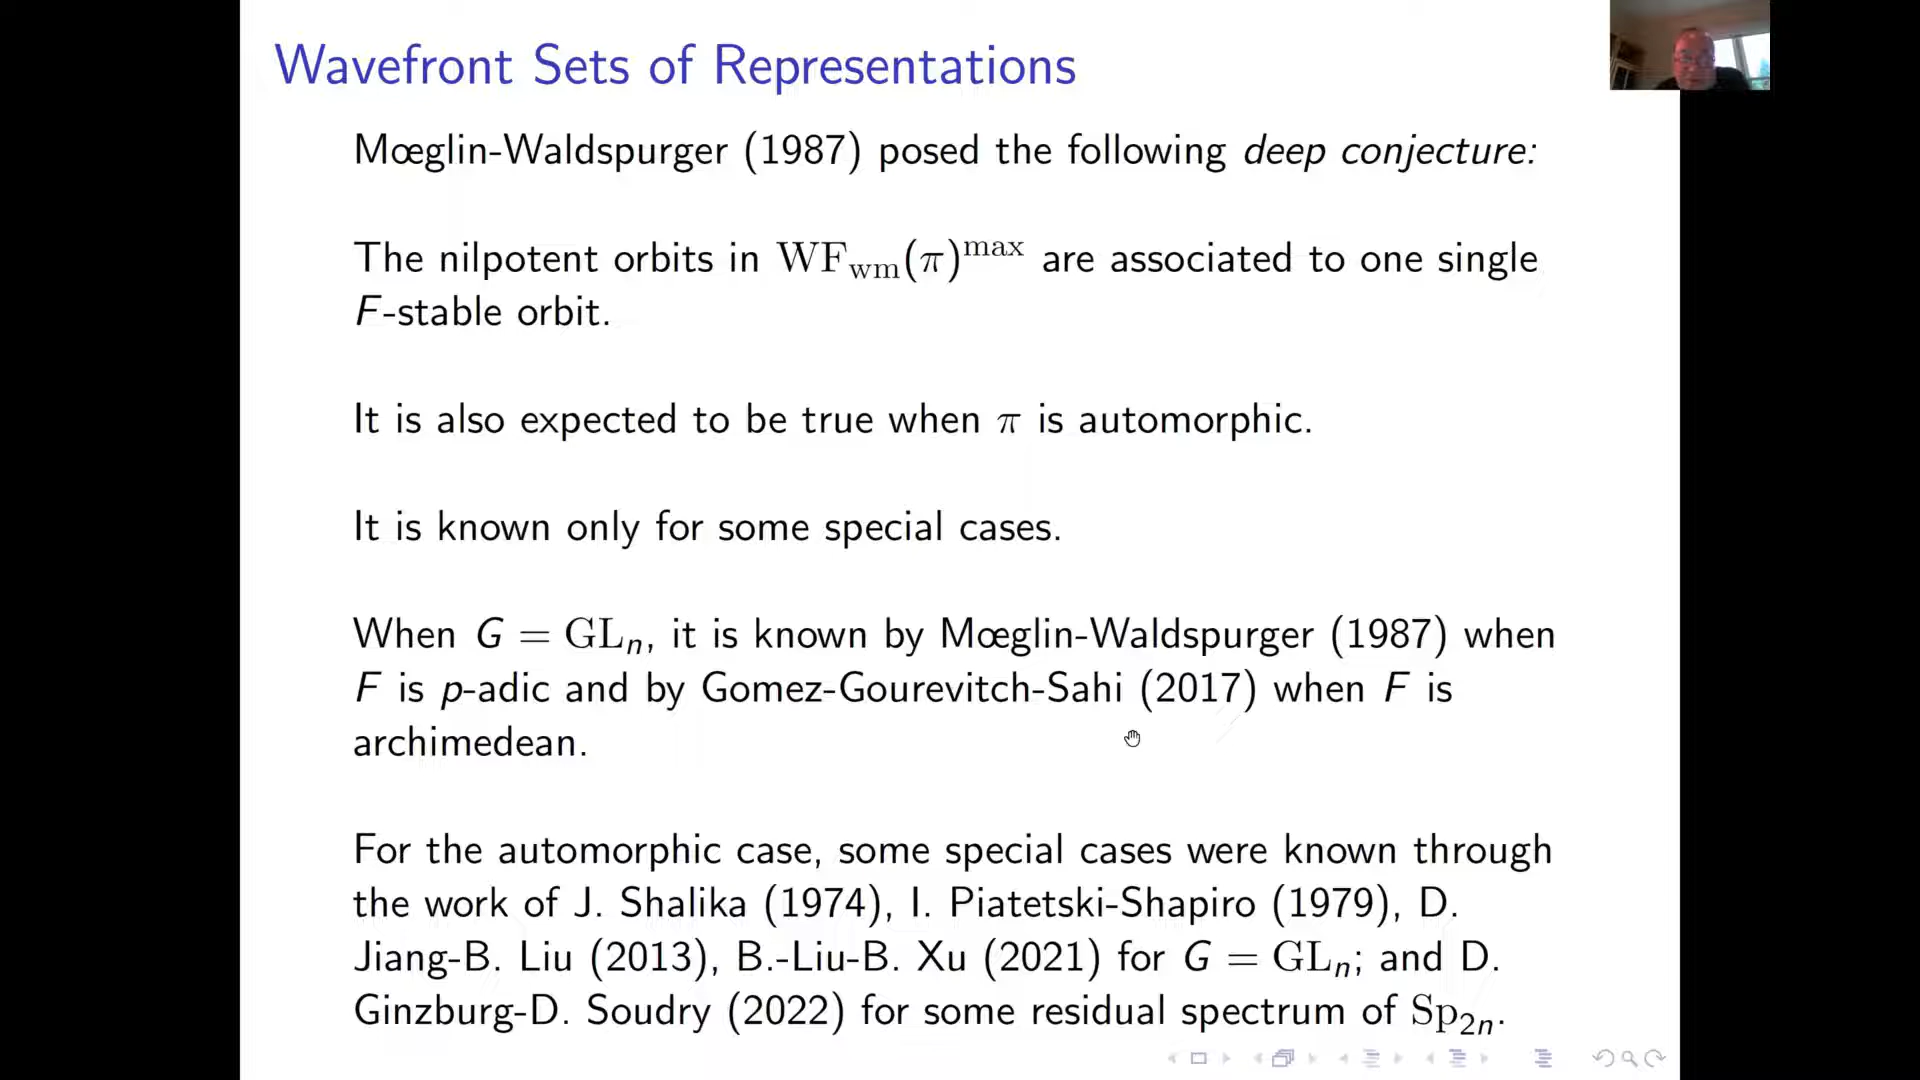 Wavefront Sets of Representations
Mœglin-Waldspurger (1987) posed the following deep conjecture:
The nilpotent orbits in WF_wm(π)^max are associated to one single
F-stable orbit.
It is also expected to be true when π is automorphic.
It is known only for some special cases.
When G = GL_n, it is known by Mœglin-Waldspurger (1987) when
F is p-adic and by Gomez-Gourevitch-Sahi (2017) when F is
archimedean.
For the automorphic case, some special cases were known through
the work of J. Shalika (1974), I. Piatetski-Shapiro (1979), D.
Jiang-B. Liu (2013), B.-Liu-B. Xu (2021) for G = GL_n; and D.
Ginzburg-D. Soudry (2022) for some residual spectrum of Sp_2n.